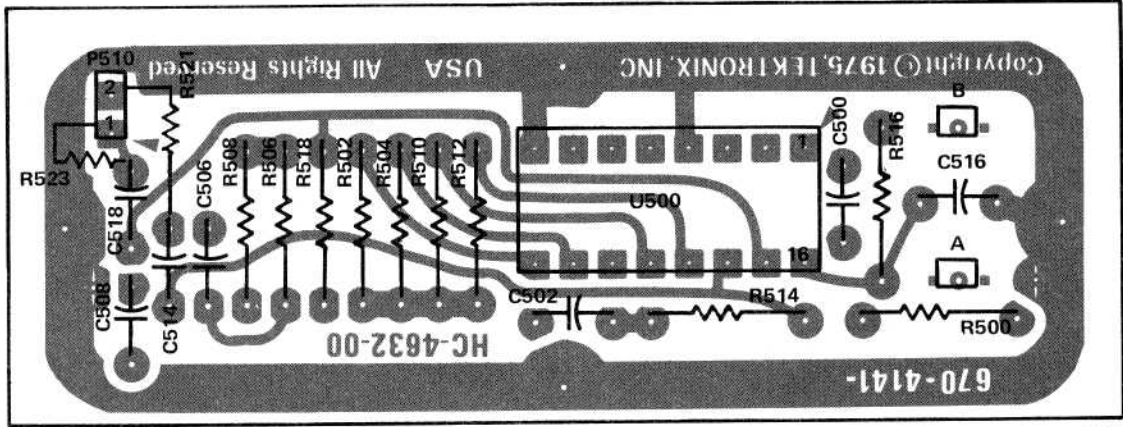 Copyright © 1975, TEKTRONIX, INC
USA
All Rights Reserved
P510
2
1
R521
R523
C518
C508
C514
C506
R508
R506
R518
R502
R504
R510
R512
U500
1
16
C500
R516
B
C516
A
C502
R514
R500
HC-4632-00
670-4141-